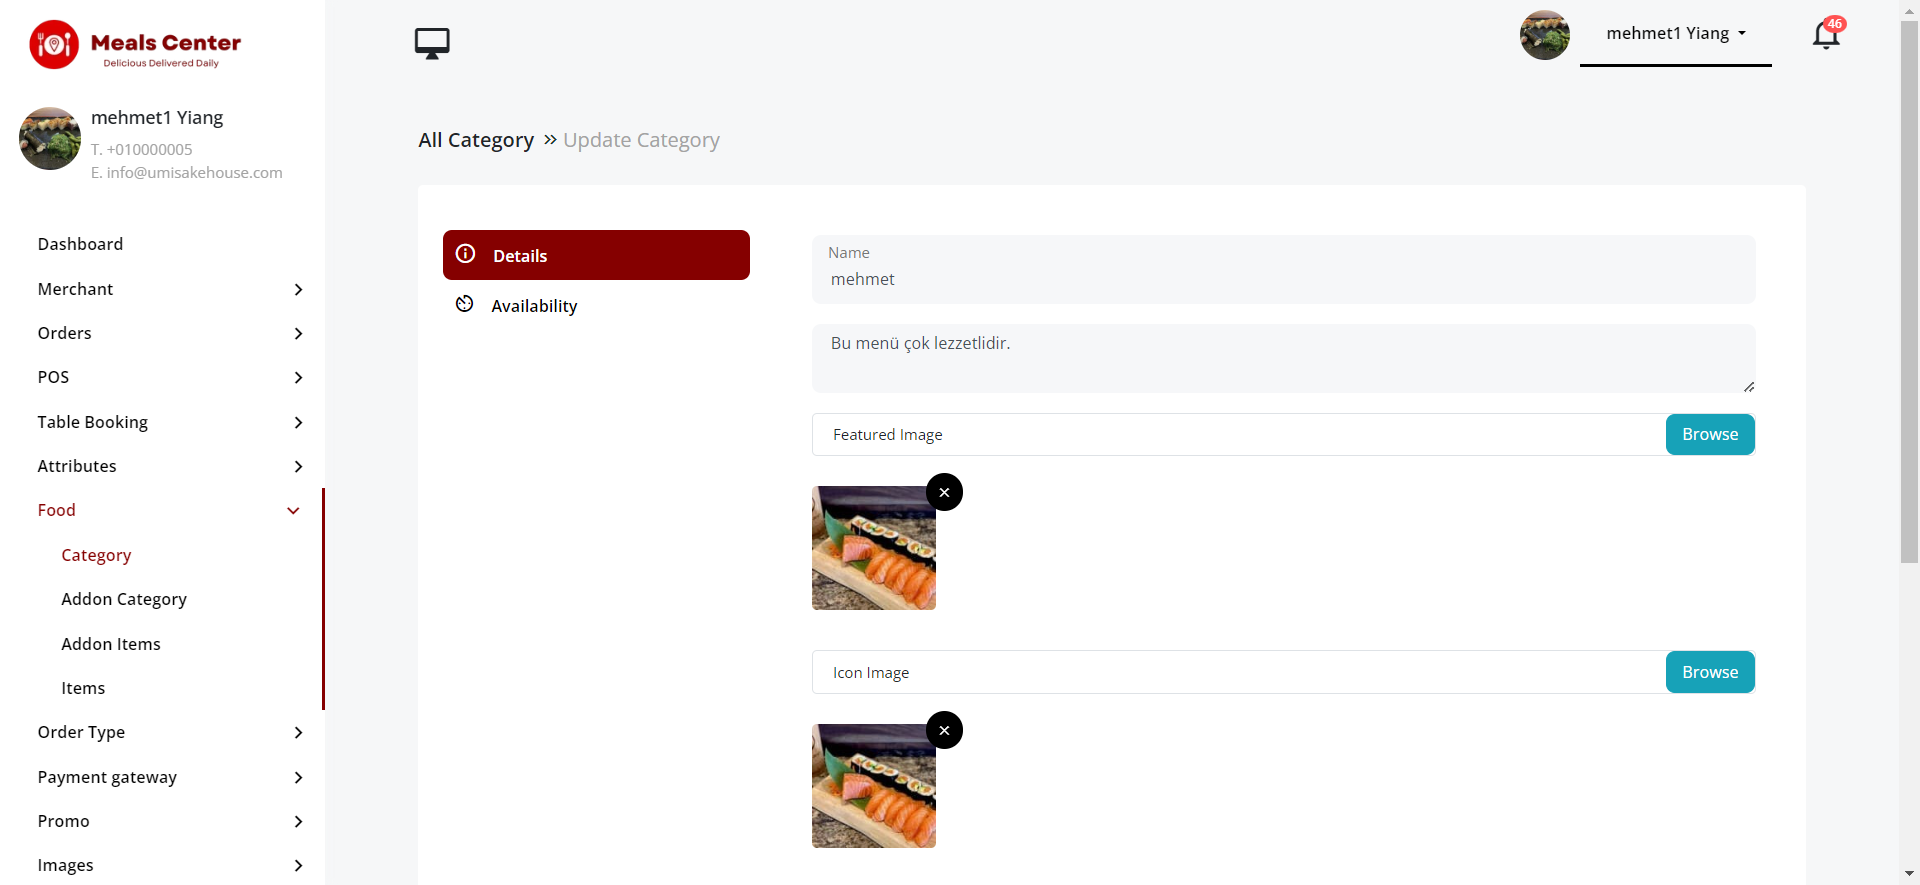 Meals Center
Delicious Delivered Daily
mehmet1 Yiang
T. +010000005
E. info@umisakehouse.com
Dashboard
Merchant
Orders
POS
Table Booking
Attributes
Food
Category
Addon Category
Addon Items
Items
Order Type
Payment gateway
Promo
Images
mehmet1 Yiang
46
All Category » Update Category
Details
Availability
Name
mehmet
Bu menü çok lezzetlidir.
Featured Image
Browse
Icon Image
Browse